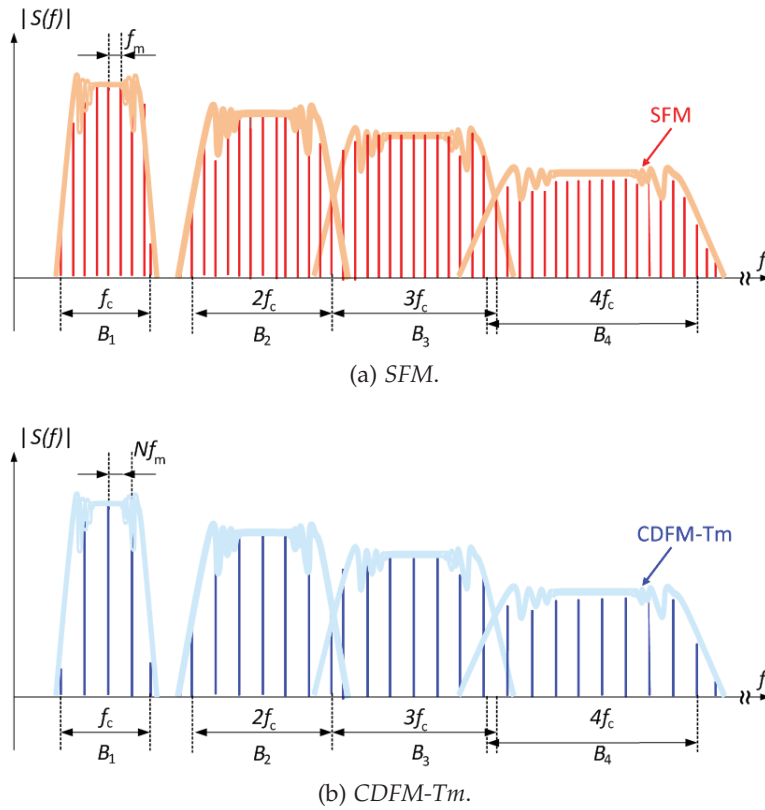 |S(f)|
fm
SFM
f
fc
2fc
3fc
4fc
B1
B2
B3
B4
(a) SFM.
|S(f)|
Nfm
CDFM-Tm
f
fc
2fc
3fc
4fc
B1
B2
B3
B4
(b) CDFM-Tm.